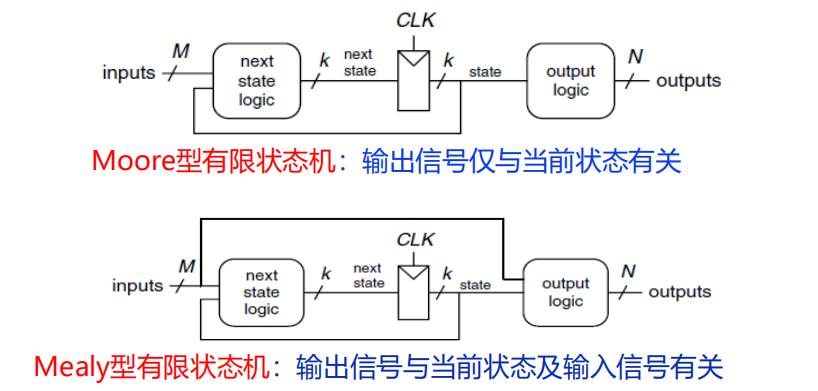 CLK
M
inputs
next
state
logic
k
next
state
k
state
output
logic
N
outputs
Moore型有限状态机：输出信号仅与当前状态有关
CLK
M
inputs
next
state
logic
k
next
state
k
state
output
logic
N
outputs
Mealy型有限状态机：输出信号与当前状态及输入信号有关